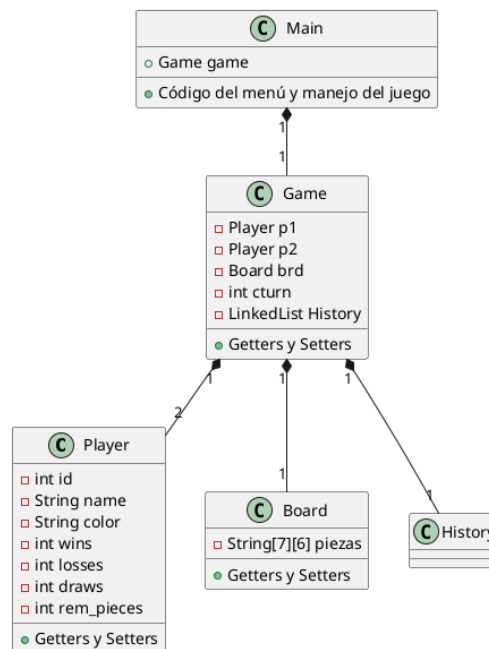 C Main
Game game
Código del menú y manejo del juego
1
1
C Game
Player p1
Player p2
Board brd
int cturn
LinkedList History
Getters y Setters
1
1
1
2
1
1
C Player
int id
String name
String color
int wins
int losses
int draws
int rem_pieces
Getters y Setters
C Board
String[7][6] piezas
Getters y Setters
C History